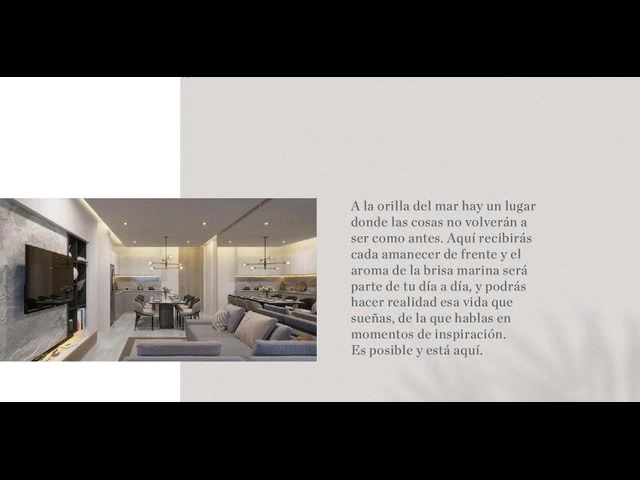 A la orilla del mar hay un lugar
donde las cosas no volverán a
ser como antes. Aquí recibirás
cada amanecer de frente y el
aroma de la brisa marina será
parte de tu día a día, y podrás
hacer realidad esa vida que
sueñas, de la que hablas en
momentos de inspiración.
Es posible y está aquí.